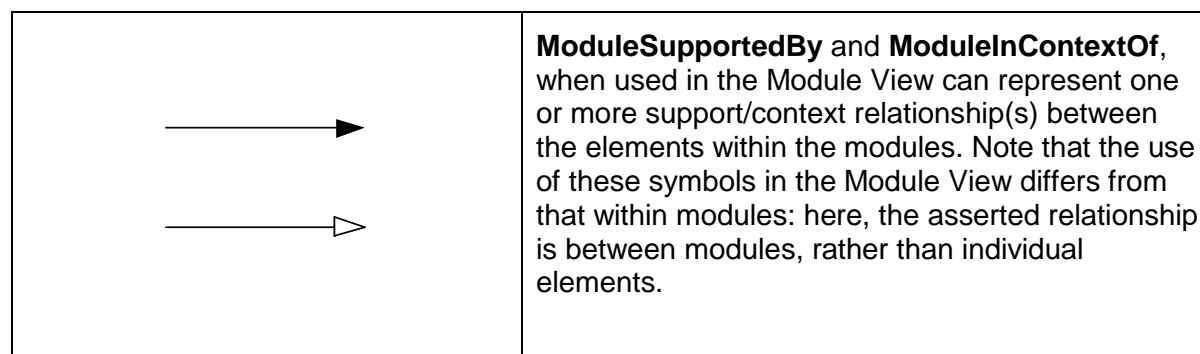 ModuleSupportedBy and ModuleInContextOf,
when used in the Module View can represent one
or more support/context relationship(s) between
the elements within the modules. Note that the use
of these symbols in the Module View differs from
that within modules: here, the asserted relationship
is between modules, rather than individual
elements.